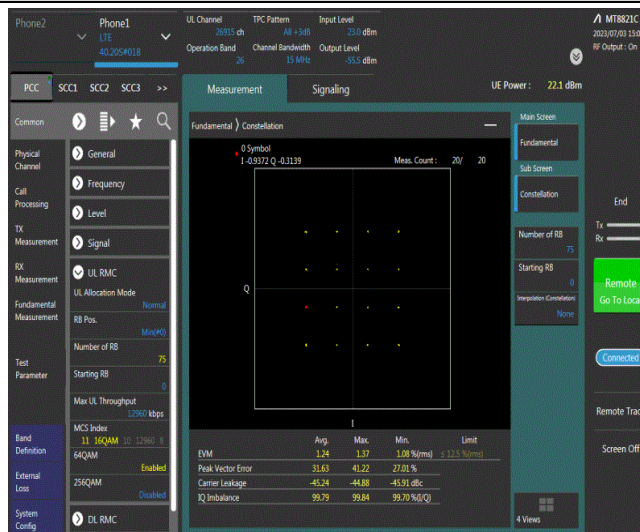 Phone2
Phone1
LTE
40.20S#018
UL Channel
26915 ch
TPC Pattern
All +3dB
Input Level
23.0 dBm
Operation Band
26
Channel Bandwidth
15 MHz
Output Level
-55.5 dBm
MT8821C
2023/07/03 15:0
RF Output : On
PCC
SCC1
SCC2
SCC3
>>
Measurement
Signaling
UE Power :
22.1 dBm
Common
Physical
Channel
Call
Processing
TX
Measurement
RX
Measurement
Fundamental
Measurement
Test
Parameter
Band
Definition
External
Loss
System
Config
General
Frequency
Level
Signal
UL RMC
UL Allocation Mode
Normal
RB Pos.
Min(#0)
Number of RB
75
Starting RB
0
Max UL Throughput
12960 kbps
MCS Index
11 16QAM 10 12960 8
64QAM
Enabled
256QAM
Disabled
DL RMC
Fundamental > Constellation
0 Symbol
I -0.9372 Q -0.3139
Meas. Count : 20/ 20
Q
I
Avg. Max. Min. Limit
EVM 1.24 1.37 1.08 %(rms) ≤ 12.5 %(rms)
Peak Vector Error 31.63 41.22 27.01 %
Carrier Leakage -45.24 -44.88 -45.91 dBc
IQ Imbalance 99.79 99.84 99.70 %(I/Q)
Main Screen
Fundamental
Sub Screen
Constellation
Number of RB
75
Starting RB
0
Interpolation (Constellation)
None
4 Views
End
Tx
Rx
Remote
Go To Loca
Connected
Remote Trac
Screen Off